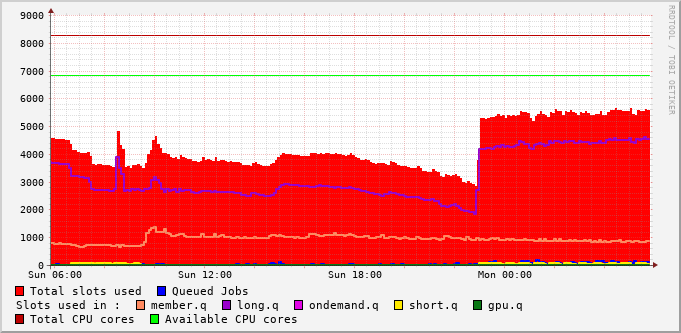 9000
8000
7000
6000
5000
4000
3000
2000
1000
0
Sun 06:00 Sun 12:00 Sun 18:00 Mon 00:00
RRDTOOL / TOBI OETIKER
Total slots used Queued Jobs
Slots used in : member.q long.q ondemand.q short.q gpu.q
Total CPU cores Available CPU cores